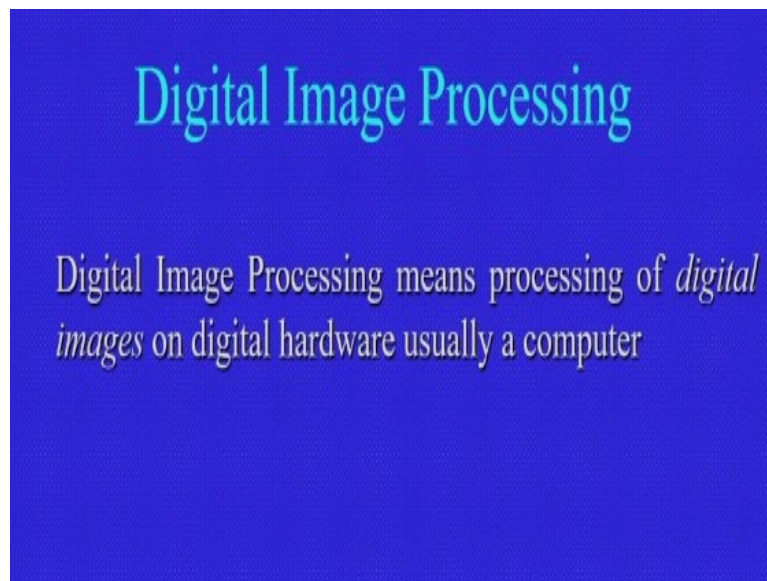 Digital Image Processing
Digital Image Processing means processing of digital
images on digital hardware usually a computer